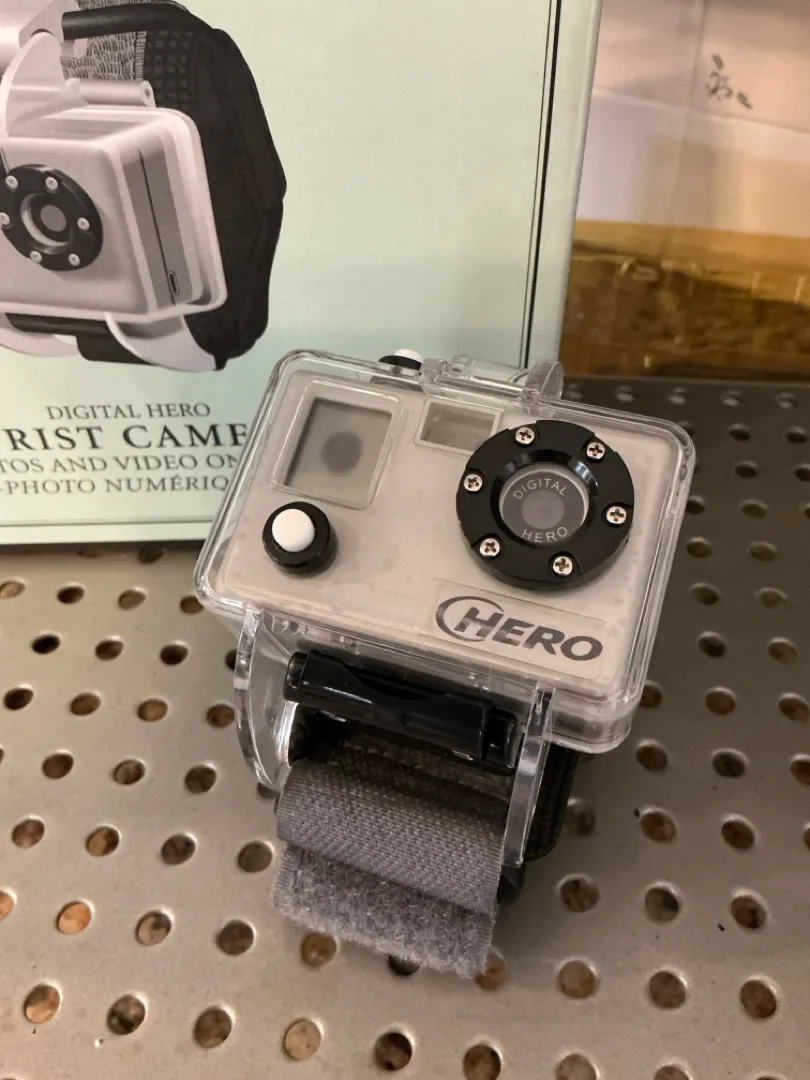 DIGITAL HERO
RIST CAME
TOS AND VIDEO ON
-PHOTO NUMÉRIQ
DIGITAL
HERO
HERO